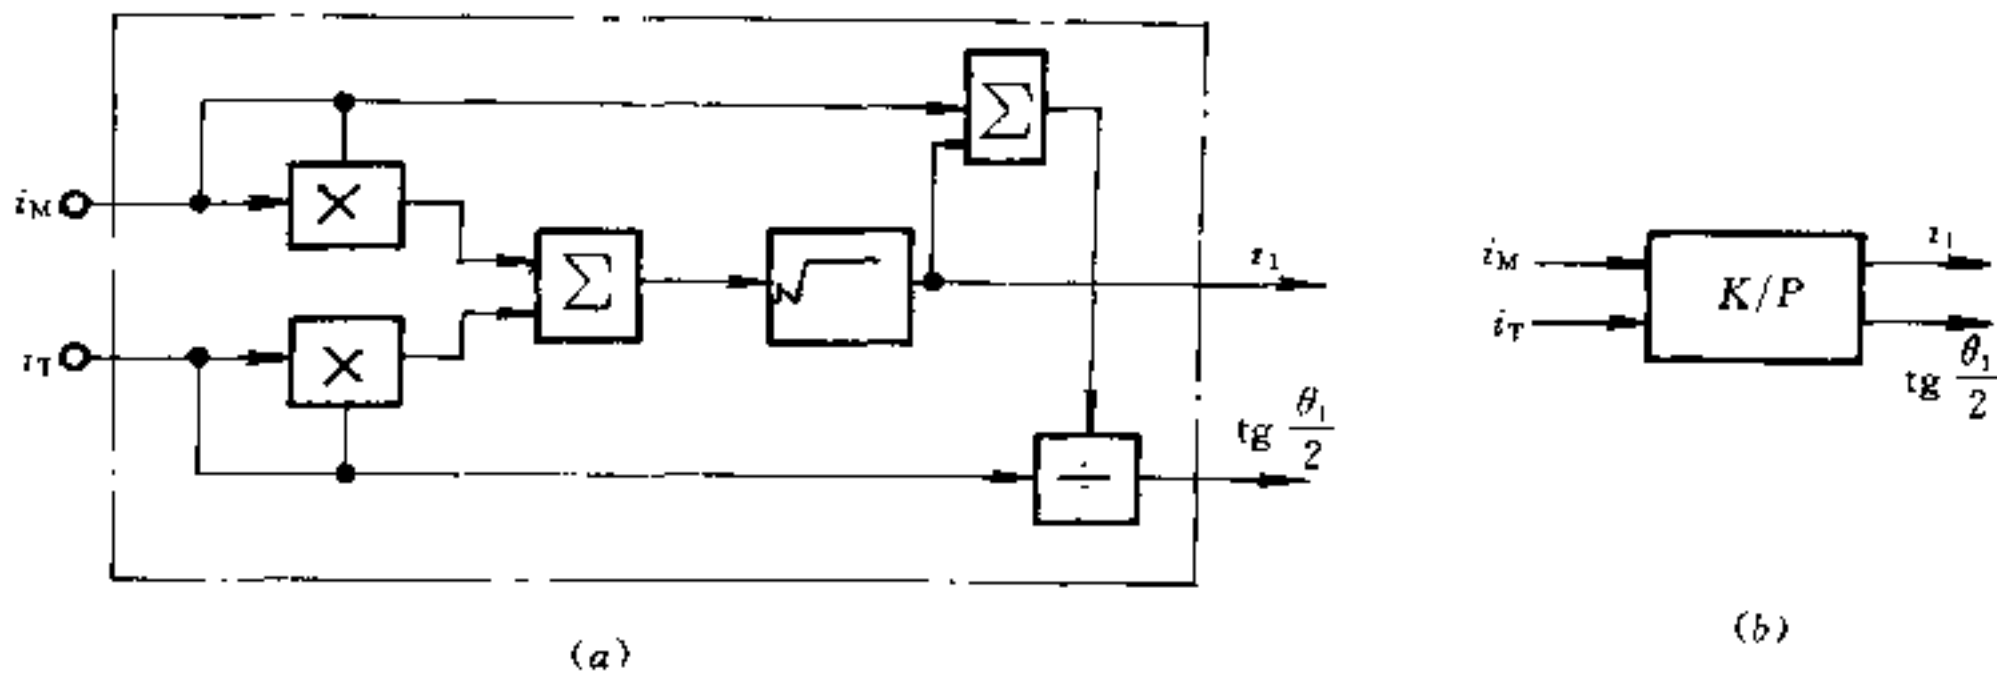 Σ
i_M
×
Σ
√
i_1
i_T
×
tg θ_1/2
÷
(a)
i_M
i_T
K/P
i_1
tg θ_1/2
(b)